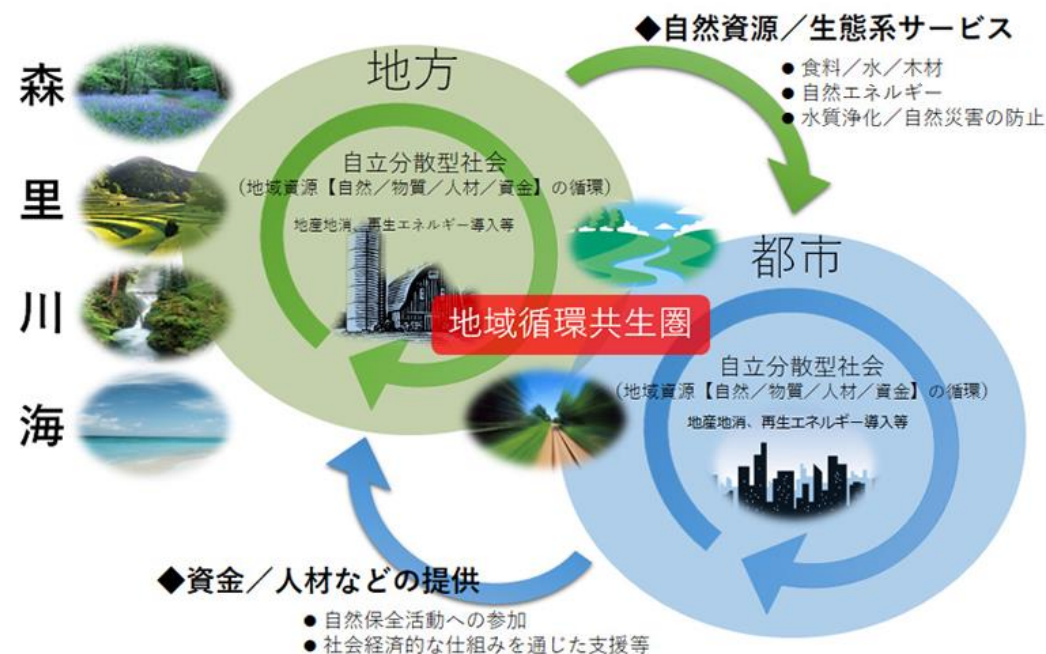 ◆自然資源／生態系サービス
● 食料／水／木材
● 自然エネルギー
● 水質浄化／自然災害の防止
森
里
川
海
地方
自立分散型社会
(地域資源【自然／物質／人材／資金】の循環)
地産地消、再生エネルギー導入等
地域循環共生圏
都市
自立分散型社会
(地域資源【自然／物質／人材／資金】の循環)
地産地消、再生エネルギー導入等
◆資金／人材などの提供
● 自然保全活動への参加
● 社会経済的な仕組みを通じた支援等